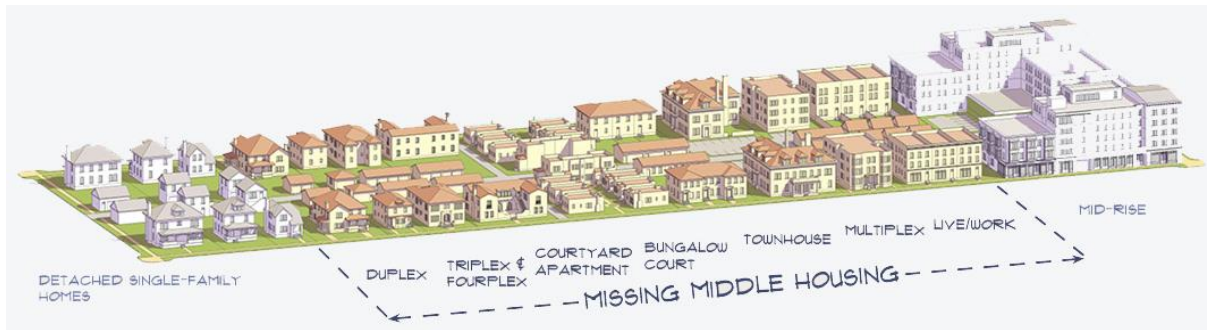 DETACHED SINGLE-FAMILY
HOMES
DUPLEX
TRIPLEX &
FOURPLEX
COURTYARD
APARTMENT
BUNGALOW
COURT
TOWNHOUSE
MULTIPLEX
LIVE/WORK
MID-RISE
MISSING MIDDLE HOUSING